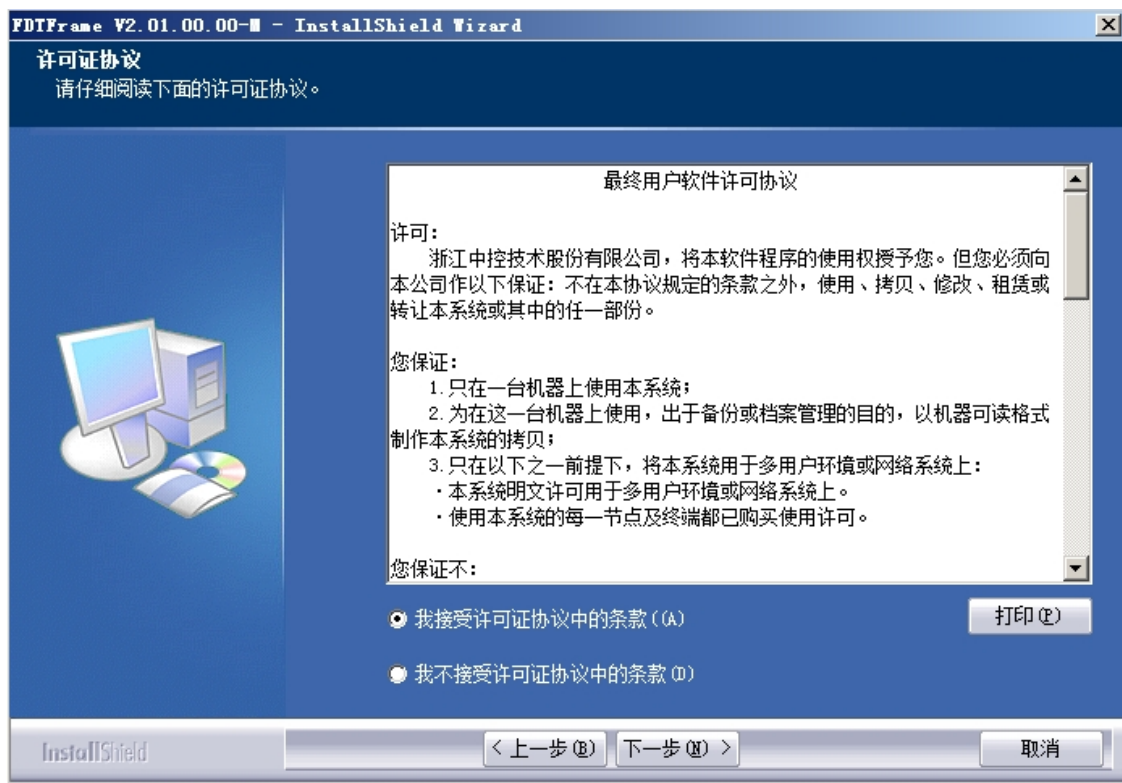 FDTFrame V2.01.00.00-M - InstallShield Wizard
许可证协议
请仔细阅读下面的许可证协议。
最终用户软件许可协议
许可:
浙江中控技术股份有限公司，将本软件程序的使用权授予您。但您必须向
本公司作以下保证：不在本协议规定的条款之外，使用、拷贝、修改、租赁或
转让本系统或其中的任一部份。
您保证:
1.只在一台机器上使用本系统;
2.为在这一台机器上使用，出于备份或档案管理的目的，以机器可读格式
制作本系统的拷贝;
3.只在以下之一前提下，将本系统用于多用户环境或网络系统上:
·本系统明文许可用于多用户环境或网络系统上。
·使用本系统的每一节点及终端都已购买使用许可。
您保证不:
我接受许可证协议中的条款((A)
打印(P)
我不接受许可证协议中的条款(D)
InstallShield
< 上一步(B)
下一步(N) >
取消